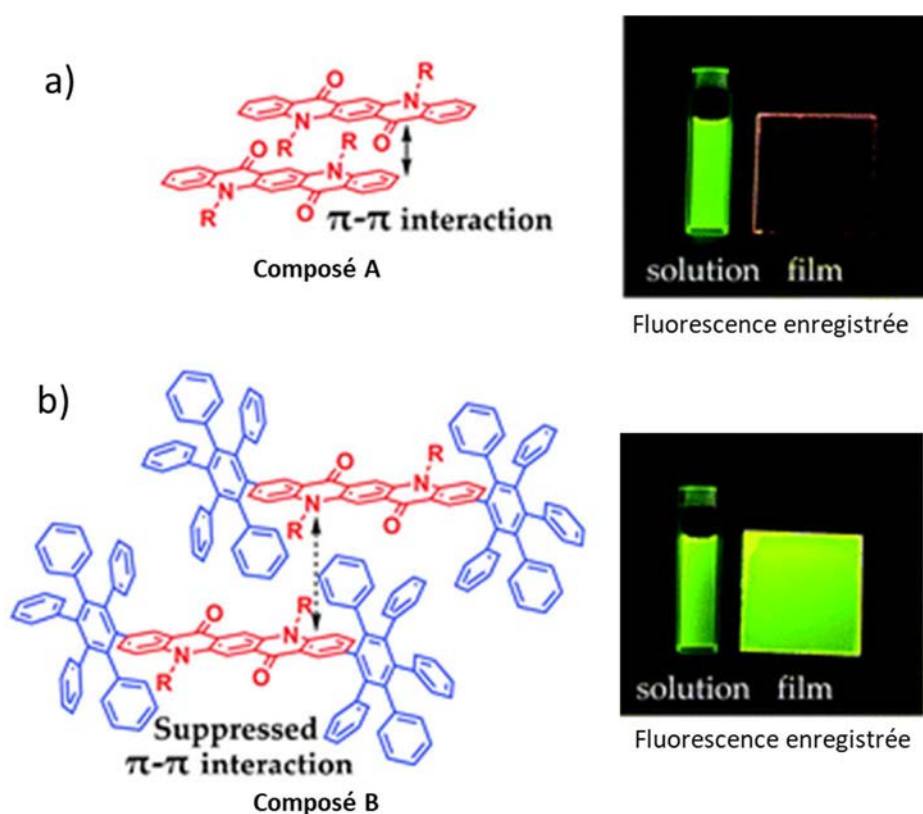 a)
R
O
N
N
R
O
R
O
N
N
R
O
π-π interaction
Composé A
solution film
Fluorescence enregistrée
b)
R
O
N
N
R
O
R
O
N
N
R
O
Suppressed
π-π interaction
Composé B
solution film
Fluorescence enregistrée